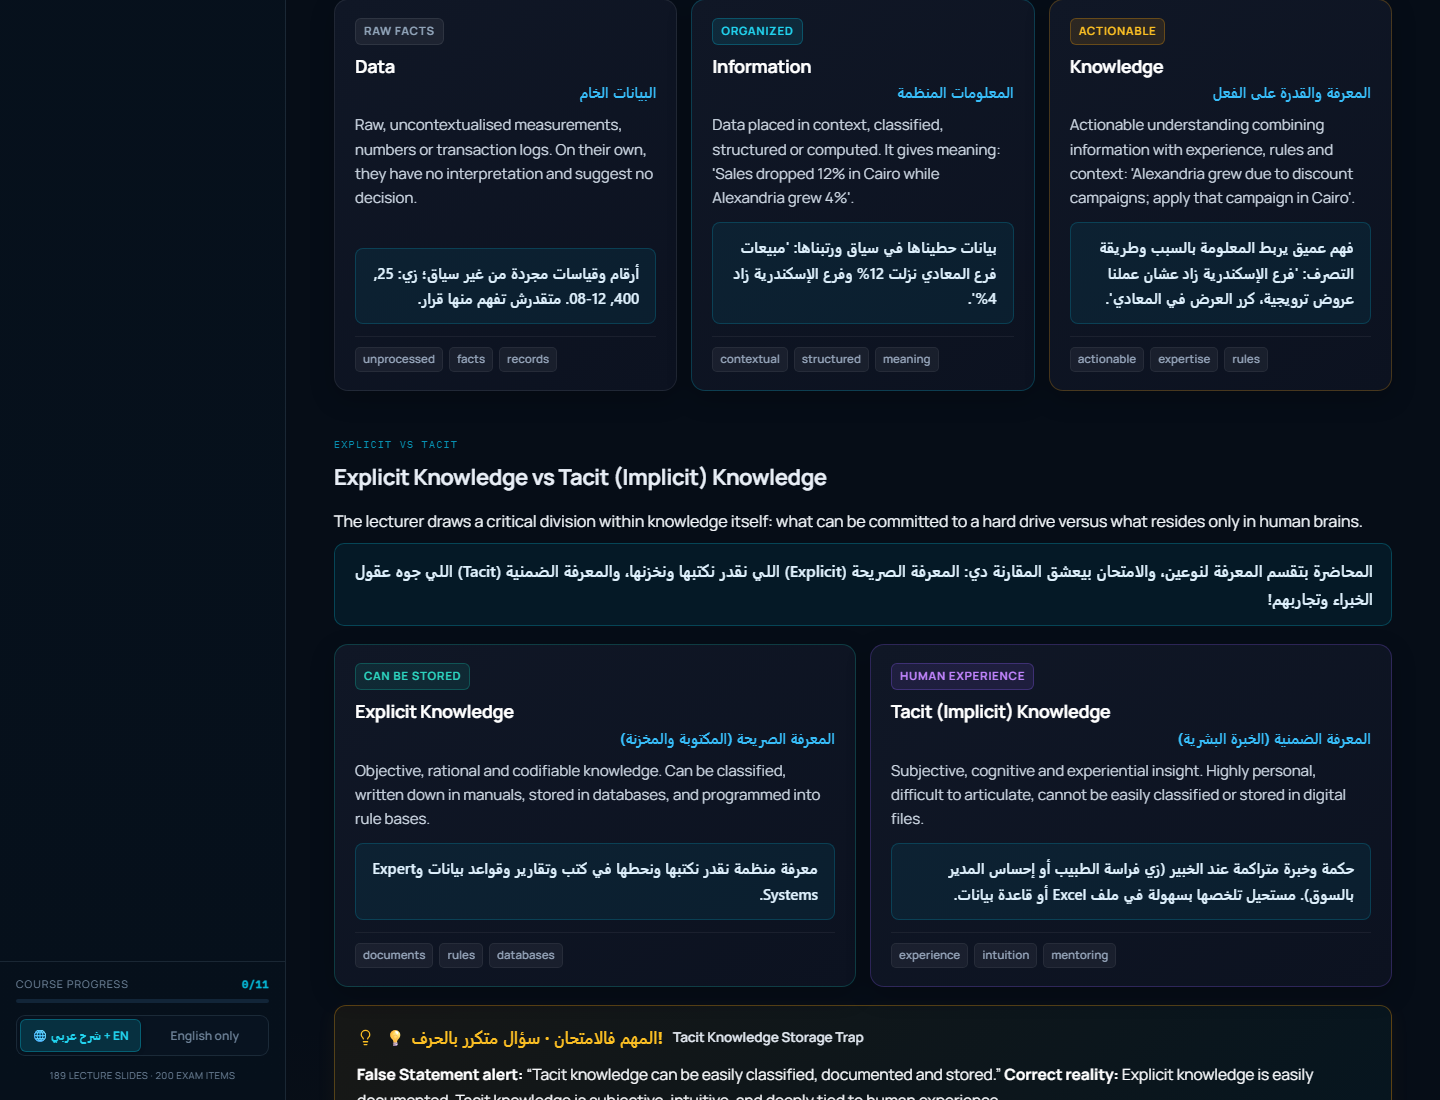 RAW FACTS
Data
البيانات الخام
Raw, uncontextualised measurements,
numbers or transaction logs. On their own,
they have no interpretation and suggest no
decision.
أرقام وقياسات مجردة من غير سياق؛ زي: 25,
400, 12-08. متقدرش تفهم منها قرار.
unprocessed
facts
records
ORGANIZED
Information
المعلومات المنظمة
Data placed in context, classified,
structured or computed. It gives meaning:
'Sales dropped 12% in Cairo while
Alexandria grew 4%'.
بيانات حطيناها في سياق ورتبناها: 'مبيعات
فرع المعادي نزلت 12% وفرع الإسكندرية زاد
4%'.
contextual
structured
meaning
ACTIONABLE
Knowledge
المعرفة والقدرة على الفعل
Actionable understanding combining
information with experience, rules and
context: 'Alexandria grew due to discount
campaigns; apply that campaign in Cairo'.
فهم عميق يربط المعلومة بالسبب وطريقة
التصرف: 'فرع الإسكندرية زاد عشان عملنا
عروض ترويجية، كرر العرض في المعادي'.
actionable
expertise
rules
EXPLICIT VS TACIT
Explicit Knowledge vs Tacit (Implicit) Knowledge
The lecturer draws a critical division within knowledge itself: what can be committed to a hard drive versus what resides only in human brains.
المحاضرة بتقسم المعرفة لنوعين، والامتحان بيعشق المقارنة دي: المعرفة الصريحة (Explicit) اللي نقدر نكتبها ونخزنها، والمعرفة الضمنية (Tacit) اللي جوه عقول
الخبراء وتجاربهم!
CAN BE STORED
Explicit Knowledge
المعرفة الصريحة (المكتوبة والمخزنة)
Objective, rational and codifiable knowledge. Can be classified,
written down in manuals, stored in databases, and programmed into
rule bases.
معرفة منظمة نقدر نكتبها ونحطها في كتب وتقارير وقواعد بيانات وExpert
Systems.
documents
rules
databases
HUMAN EXPERIENCE
Tacit (Implicit) Knowledge
المعرفة الضمنية (الخبرة البشرية)
Subjective, cognitive and experiential insight. Highly personal,
difficult to articulate, cannot be easily classified or stored in digital
files.
حكمة وخبرة متراكمة عند الخبير (زي فراسة الطبيب أو إحساس المدير
بالسوق). مستحيل تلخصها بسهولة في ملف Excel أو قاعدة بيانات.
experience
intuition
mentoring
المهم فالامتحان · سؤال متكرر بالحرف! Tacit Knowledge Storage Trap
False Statement alert: “Tacit knowledge can be easily classified, documented and stored.” Correct reality: Explicit knowledge is easily
documented. Tacit knowledge is subjective, intuitive, and deeply tied to human experience.
COURSE PROGRESS 0/11
شرح عربي + EN
English only
189 LECTURE SLIDES · 200 EXAM ITEMS